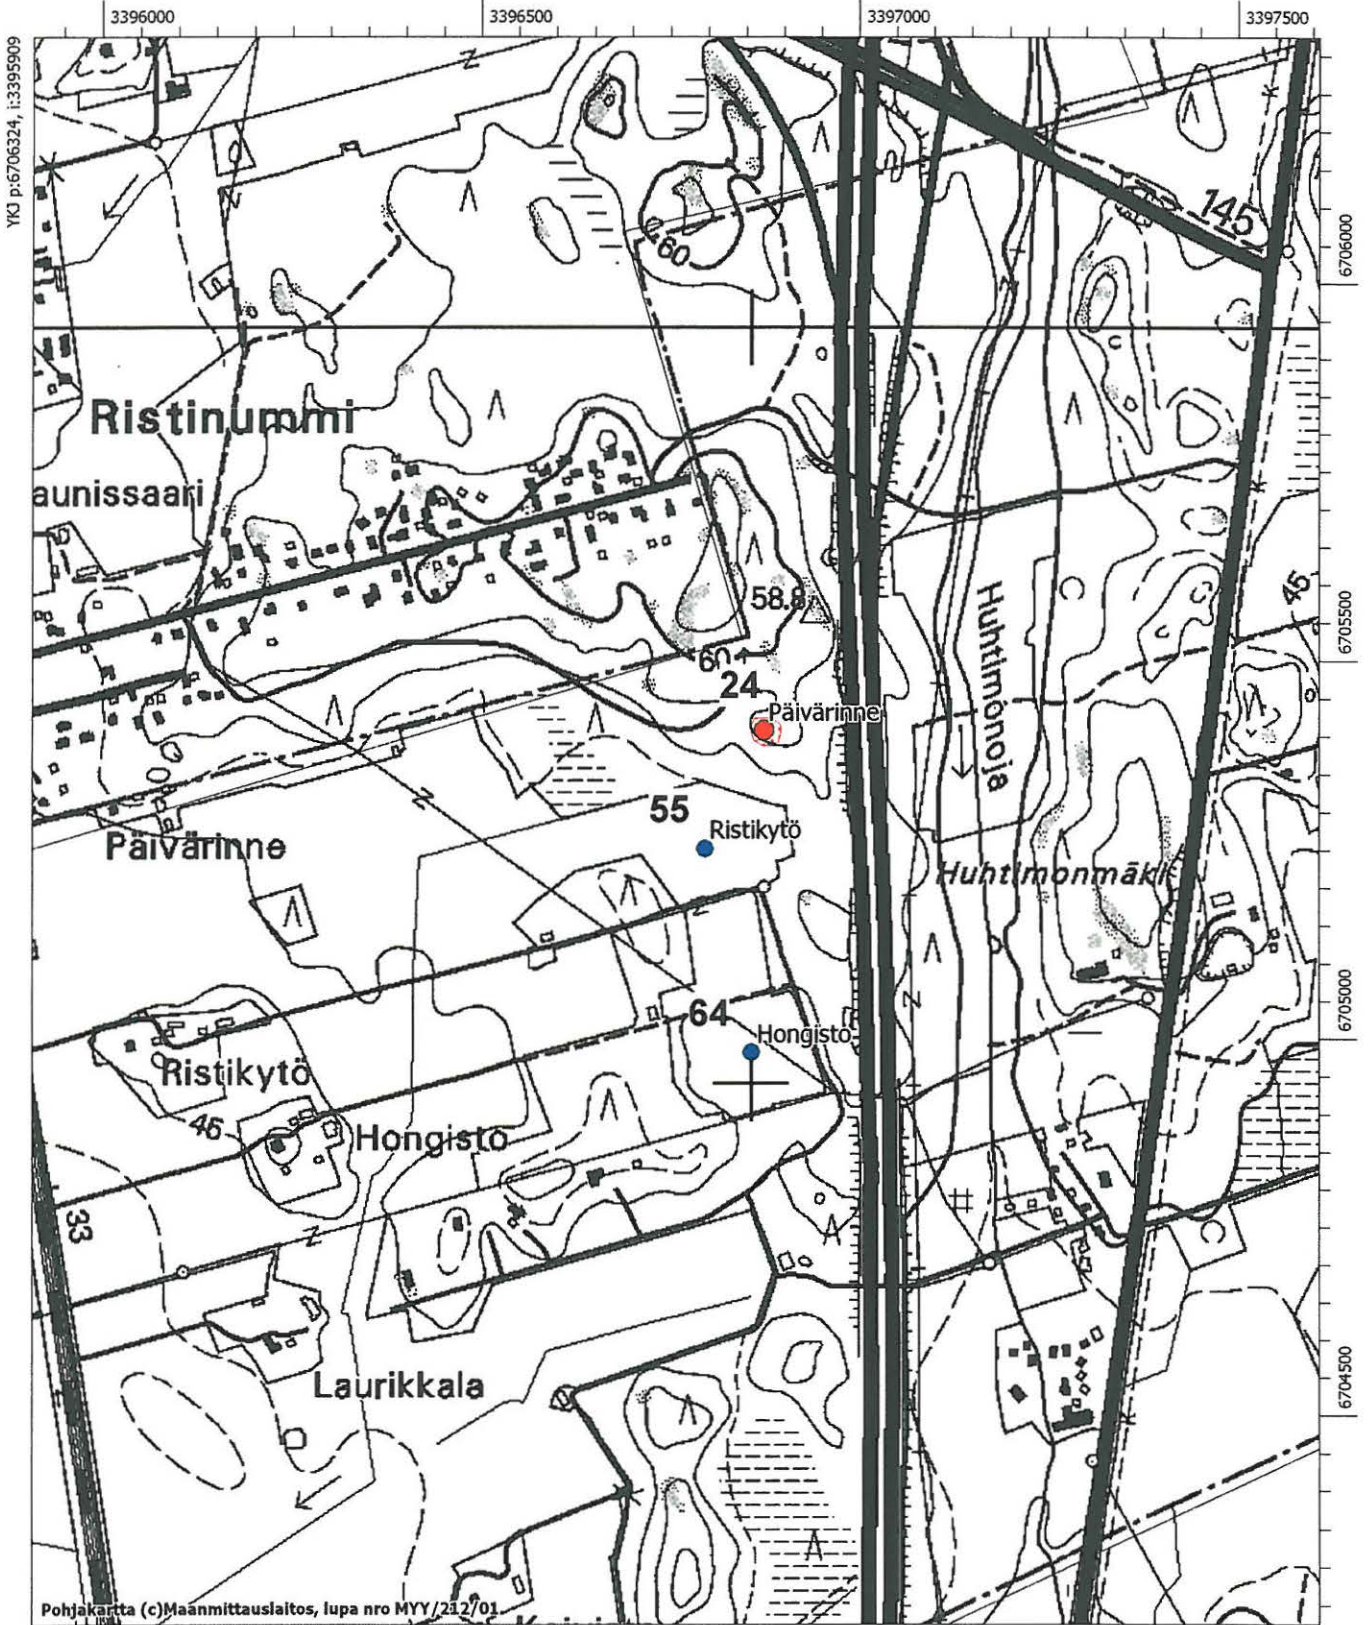 3396000
3396500
3397000
3397500
YKJ p:6706324, i:3395909
145
6706000
60
Ristinummi
aunissaari
45
58.8
6705500
Huhtimonoja
60
24
Päivärinne
55
Ristikytö
Päivärinne
Huhtimonmäki
64
6705000
Hongisto
Ristikytö
45
Hongisto
33
Laurikkala
6704500
Pohjakartta (c)Maanmittauslaitos, lupa nro MYY/212/01